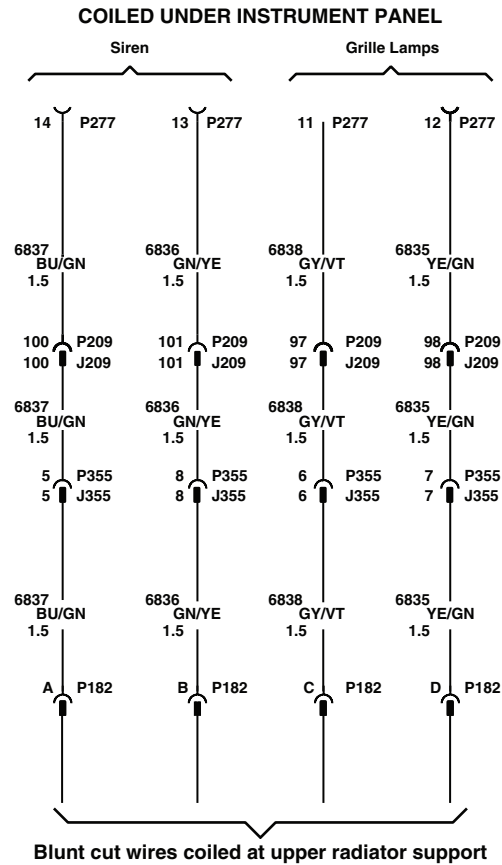 COILED UNDER INSTRUMENT PANEL
Siren Grille Lamps
14 P277 13 P277 11 P277 12 P277
6837 6836 6838 6835
BU/GN GN/YE GY/VT YE/GN
1.5 1.5 1.5 1.5
100 P209 101 P209 97 P209 98 P209
100 J209 101 J209 97 J209 98 J209
6837 6836 6838 6835
BU/GN GN/YE GY/VT YE/GN
1.5 1.5 1.5 1.5
5 P355 8 P355 6 P355 7 P355
5 J355 8 J355 6 J355 7 J355
6837 6836 6838 6835
BU/GN GN/YE GY/VT YE/GN
1.5 1.5 1.5 1.5
A P182 B P182 C P182 D P182
Blunt cut wires coiled at upper radiator support